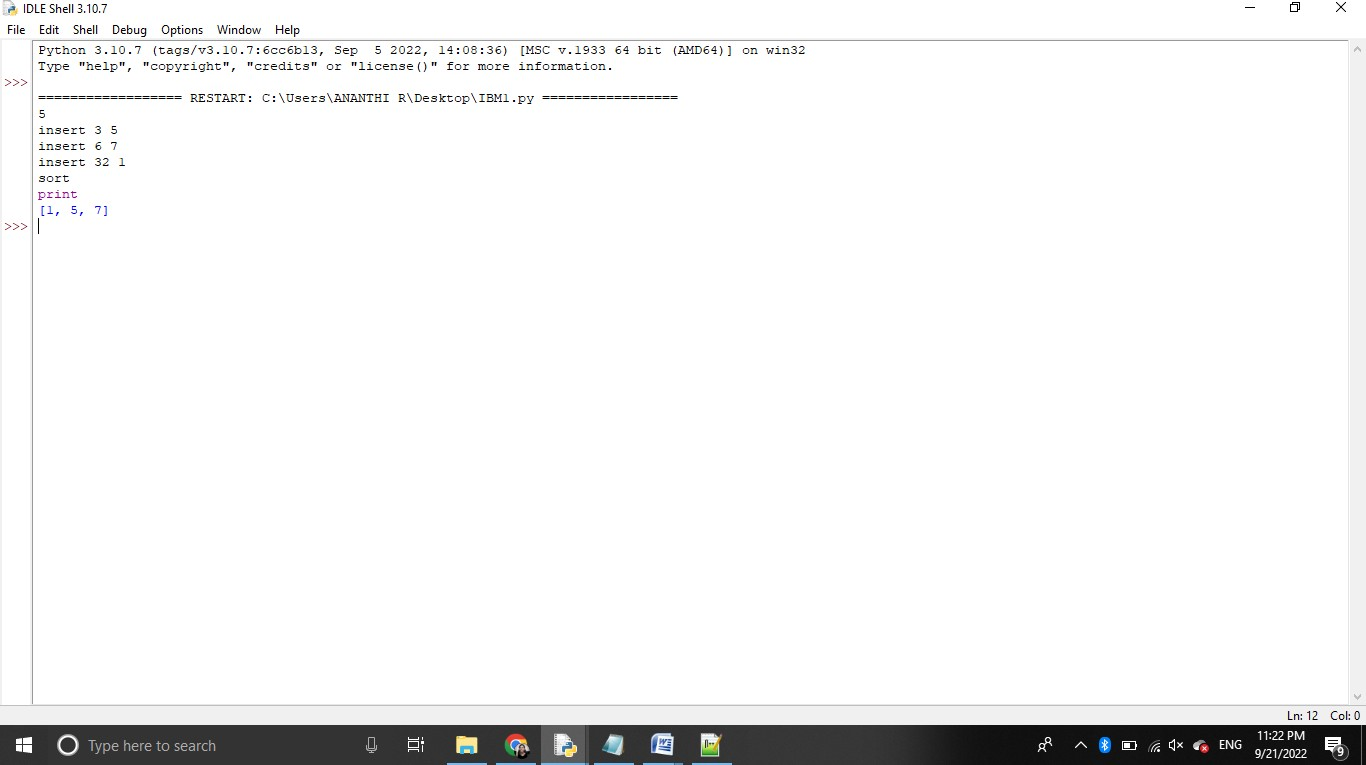 IDLE Shell 3.10.7
File Edit Shell Debug Options Window Help
Python 3.10.7 (tags/v3.10.7:6cc6b13, Sep  5 2022, 14:08:36) [MSC v.1933 64 bit (AMD64)] on win32
Type "help", "copyright", "credits" or "license()" for more information.
>>>
================== RESTART: C:\Users\ANANTHI R\Desktop\IBM1.py =================
5
insert 3 5
insert 6 7
insert 32 1
sort
print
[1, 5, 7]
>>>
Ln: 12 Col: 0
Type here to search
ENG
11:22 PM
9/21/2022
9